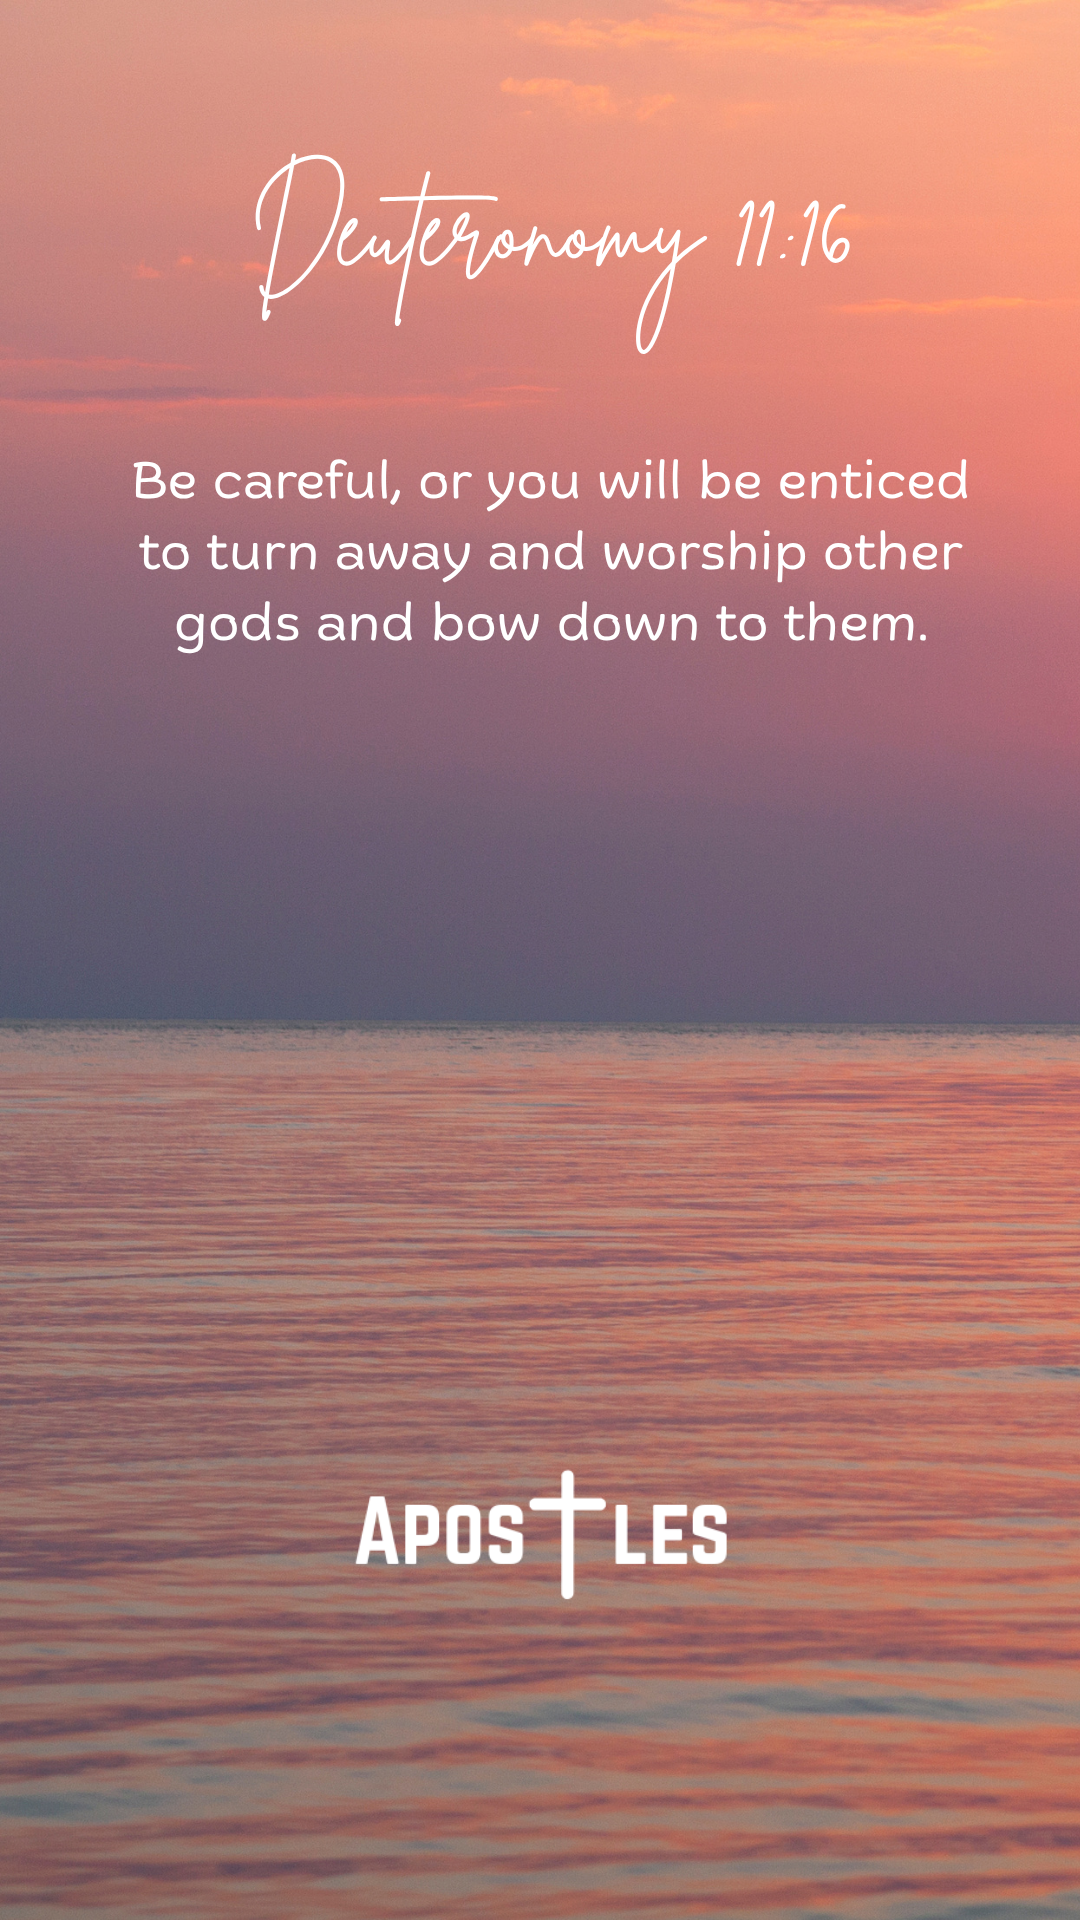 Deuteronomy 11:16
Be careful, or you will be enticed
to turn away and worship other
gods and bow down to them.
APOSTLES